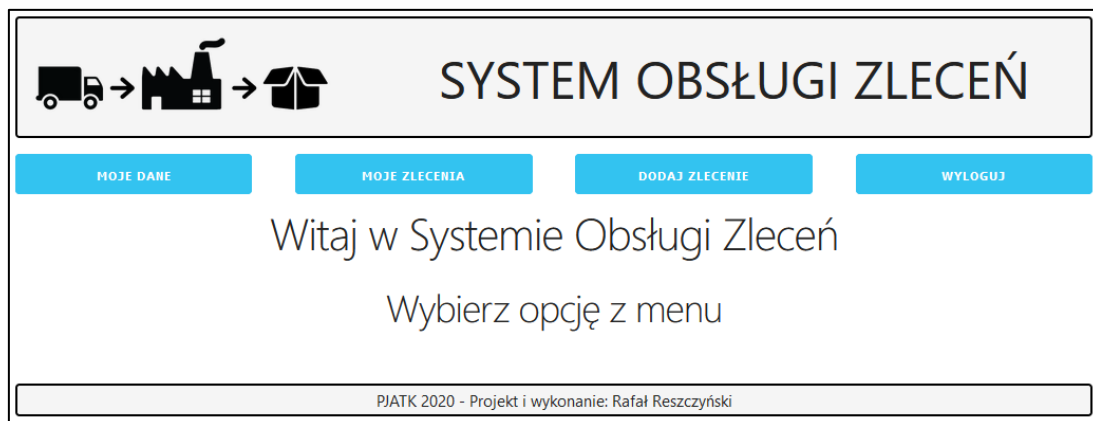 SYSTEM OBSŁUGI ZLECEŃ
MOJE DANE MOJE ZLECENIA DODAJ ZLECENIE WYLOGUJ
Witaj w Systemie Obsługi Zleceń
Wybierz opcję z menu
PJATK 2020 - Projekt i wykonanie: Rafał Reszczyński